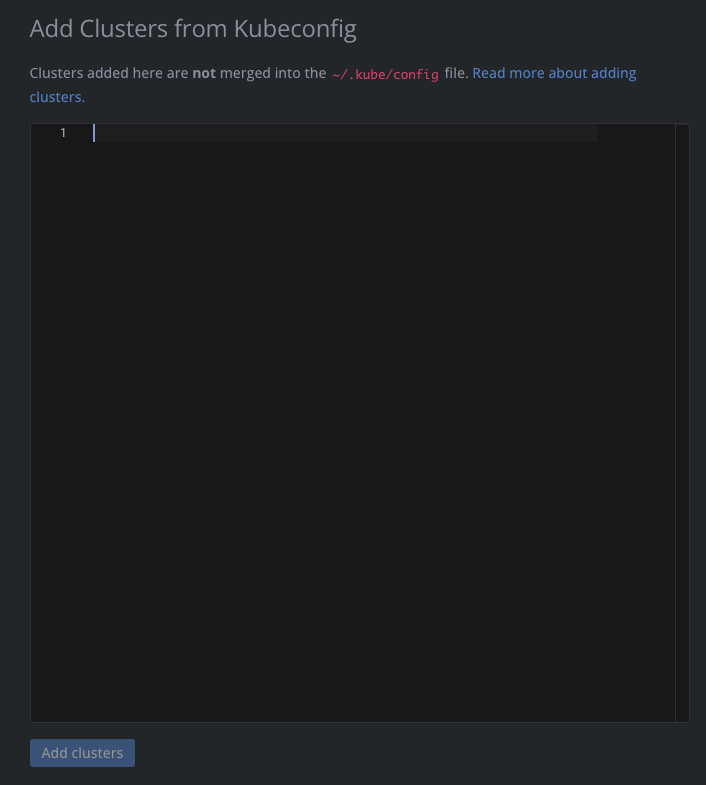 Add Clusters from Kubeconfig
Clusters added here are not merged into the ~/.kube/config file. Read more about adding
clusters.
1
Add clusters